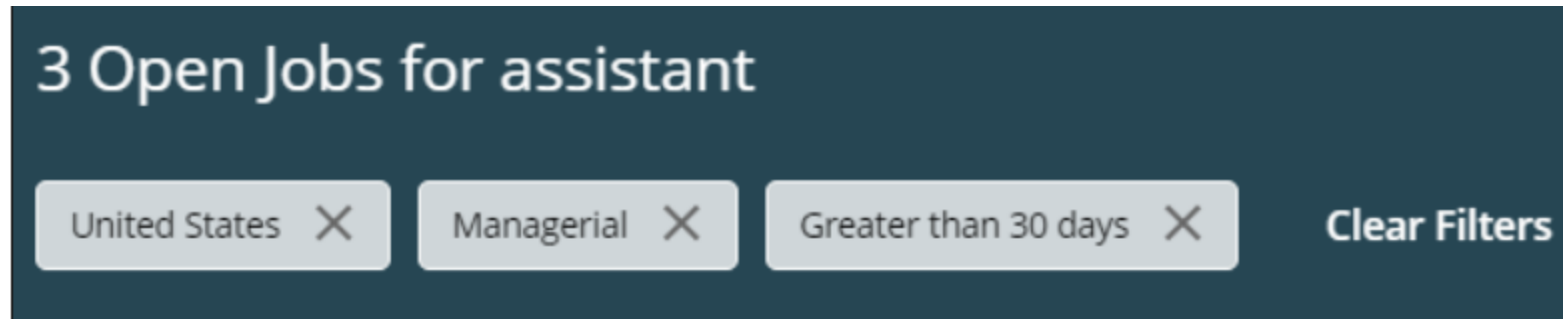 3 Open Jobs for assistant
United States Managerial Greater than 30 days Clear Filters